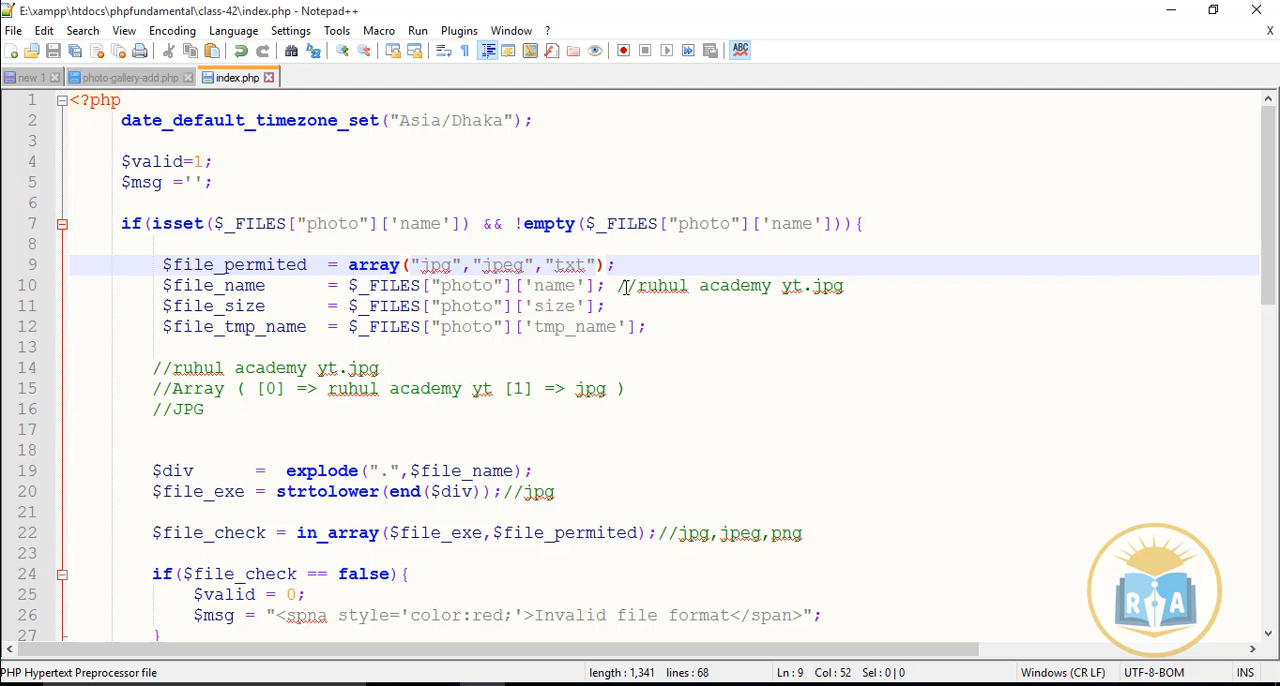 E:\xampp\htdocs\phpfundamental\class-42\index.php - Notepad++
File Edit Search View Encoding Language Settings Tools Macro Run Plugins Window ? X
ABC
new 1 photo-gallery-add.php index.php
1 <?php
2 date_default_timezone_set("Asia/Dhaka");
3
4 $valid=1;
5 $msg ='';
6
7 if(isset($_FILES["photo"]['name']) && !empty($_FILES["photo"]['name'])){
8
9 $file_permited = array("jpg","jpeg","txt");
10 $file_name = $_FILES["photo"]['name']; //ruhul academy yt.jpg
11 $file_size = $_FILES["photo"]['size'];
12 $file_tmp_name = $_FILES["photo"]['tmp_name'];
13
14 //ruhul academy yt.jpg
15 //Array ( [0] => ruhul academy yt [1] => jpg )
16 //JPG
17
18
19 $div = explode(".",$file_name);
20 $file_exe = strtolower(end($div));//jpg
21
22 $file_check = in_array($file_exe,$file_permited);//jpg,jpeg,png
23
24 if($file_check == false){
25 $valid = 0;
26 $msg = "<spna style='color:red;'>Invalid file format</span>";
27 }
R A
PHP Hypertext Preprocessor file length : 1,341 lines : 68 Ln : 9 Col : 52 Sel : 0 | 0 Windows (CR LF) UTF-8-BOM INS